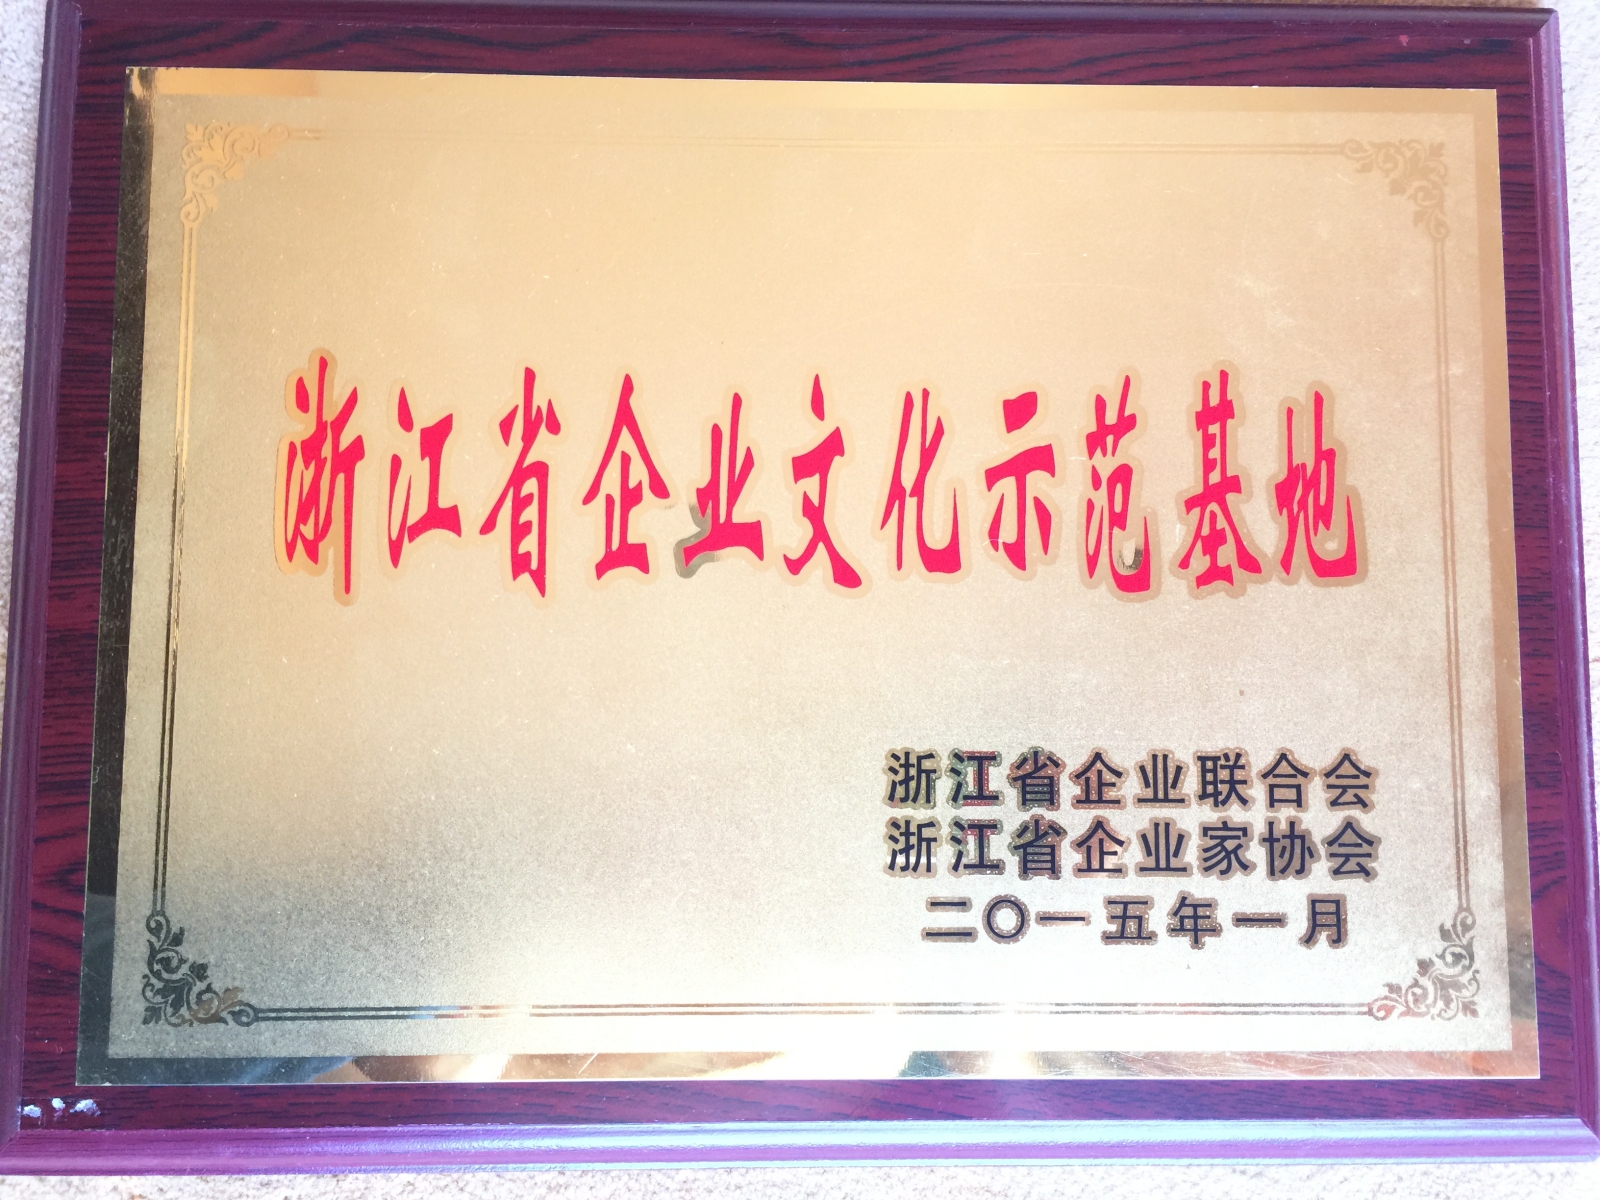 浙江省企业文化示范基地
浙江省企业联合会
浙江省企业家协会
二〇一五年一月